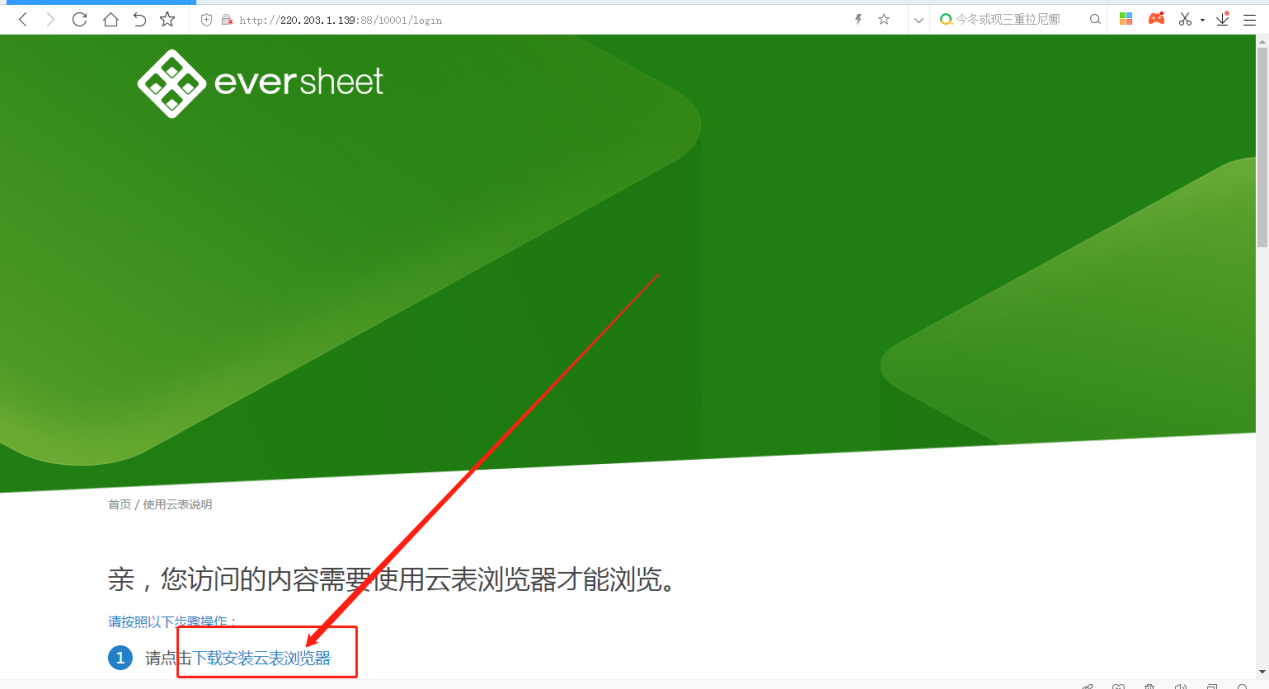 http://220.203.1.139:88/10001/login
今冬或现三重拉尼娜
eversheet
首页 / 使用云表说明
亲，您访问的内容需要使用云表浏览器才能浏览。
请按照以下步骤操作：
1 请点击下载安装云表浏览器